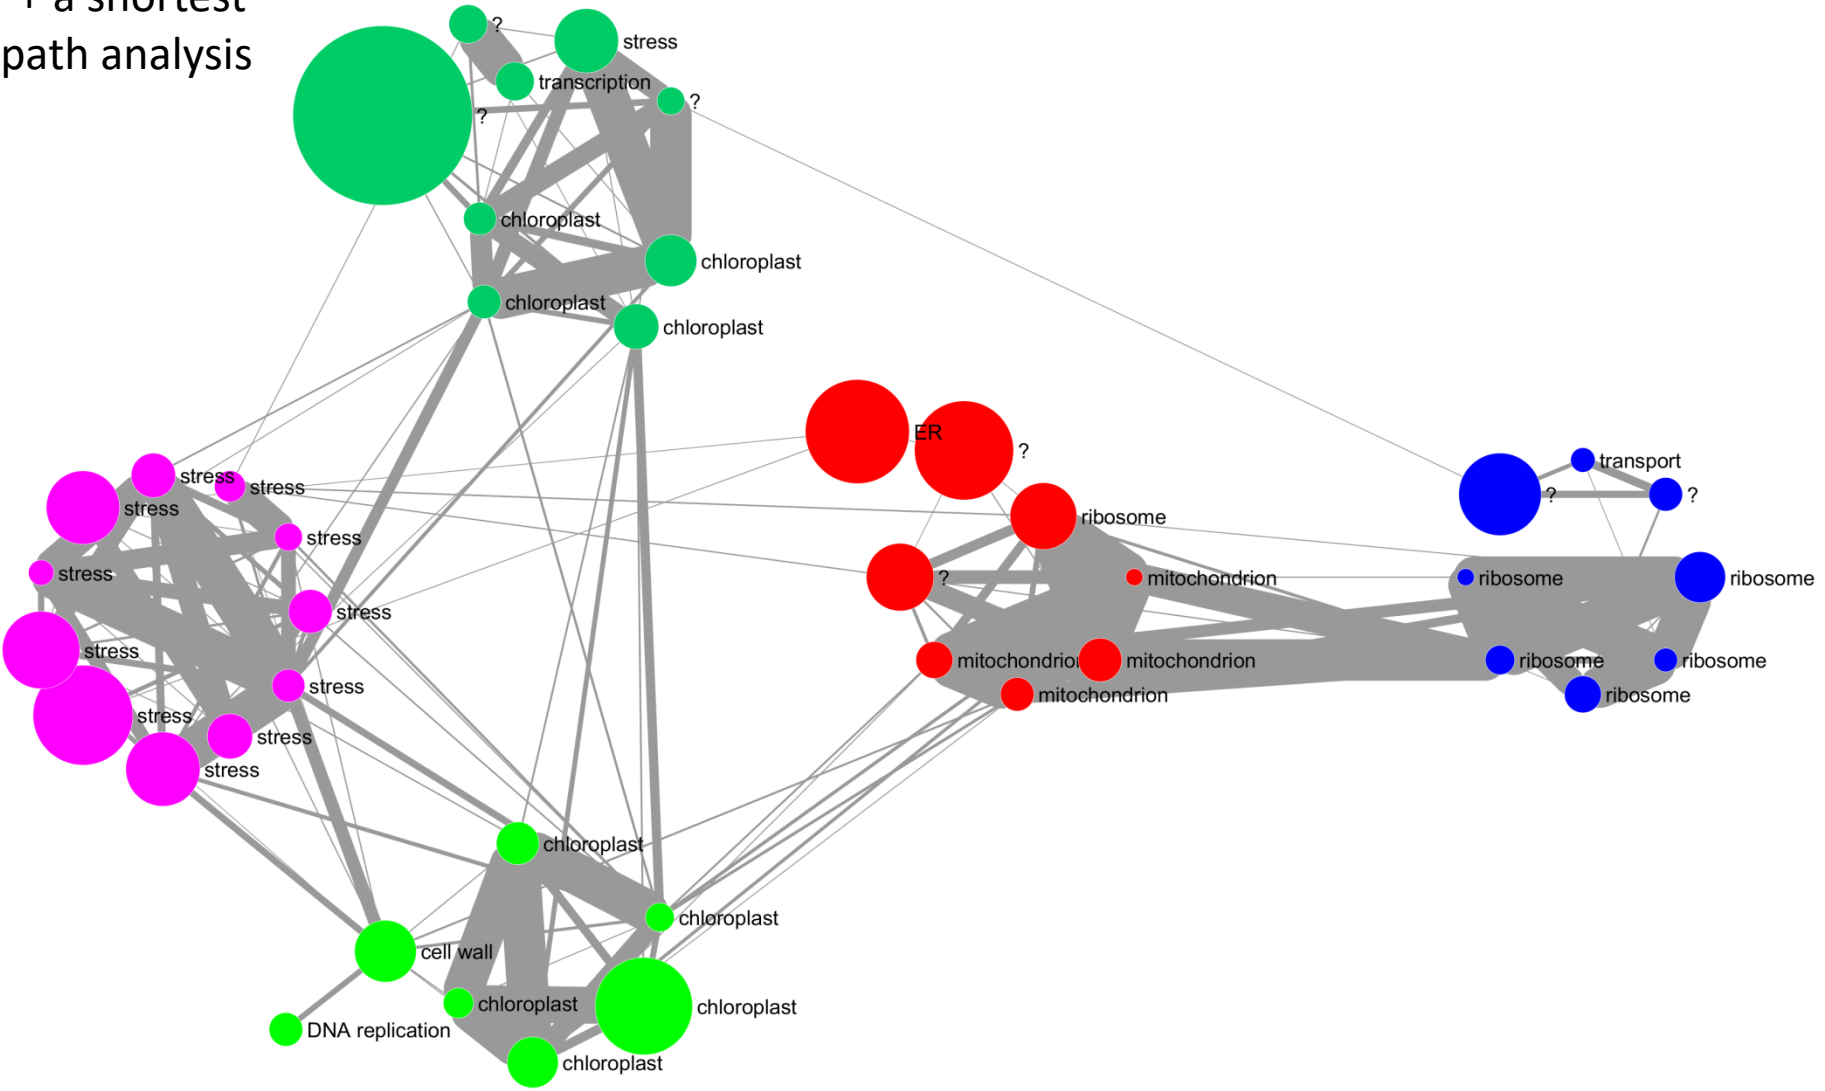 + a shortest
path analysis
?
stress
transcription
?
?
chloroplast
chloroplast
chloroplast
chloroplast
ER
?
ribosome
?
mitochondrion
mitochondrion
mitochondrion
mitochondrion
transport
?
?
ribosome
ribosome
ribosome
ribosome
ribosome
stress
stress
stress
stress
stress
stress
stress
stress
stress
stress
stress
chloroplast
chloroplast
cell wall
chloroplast
chloroplast
DNA replication
chloroplast